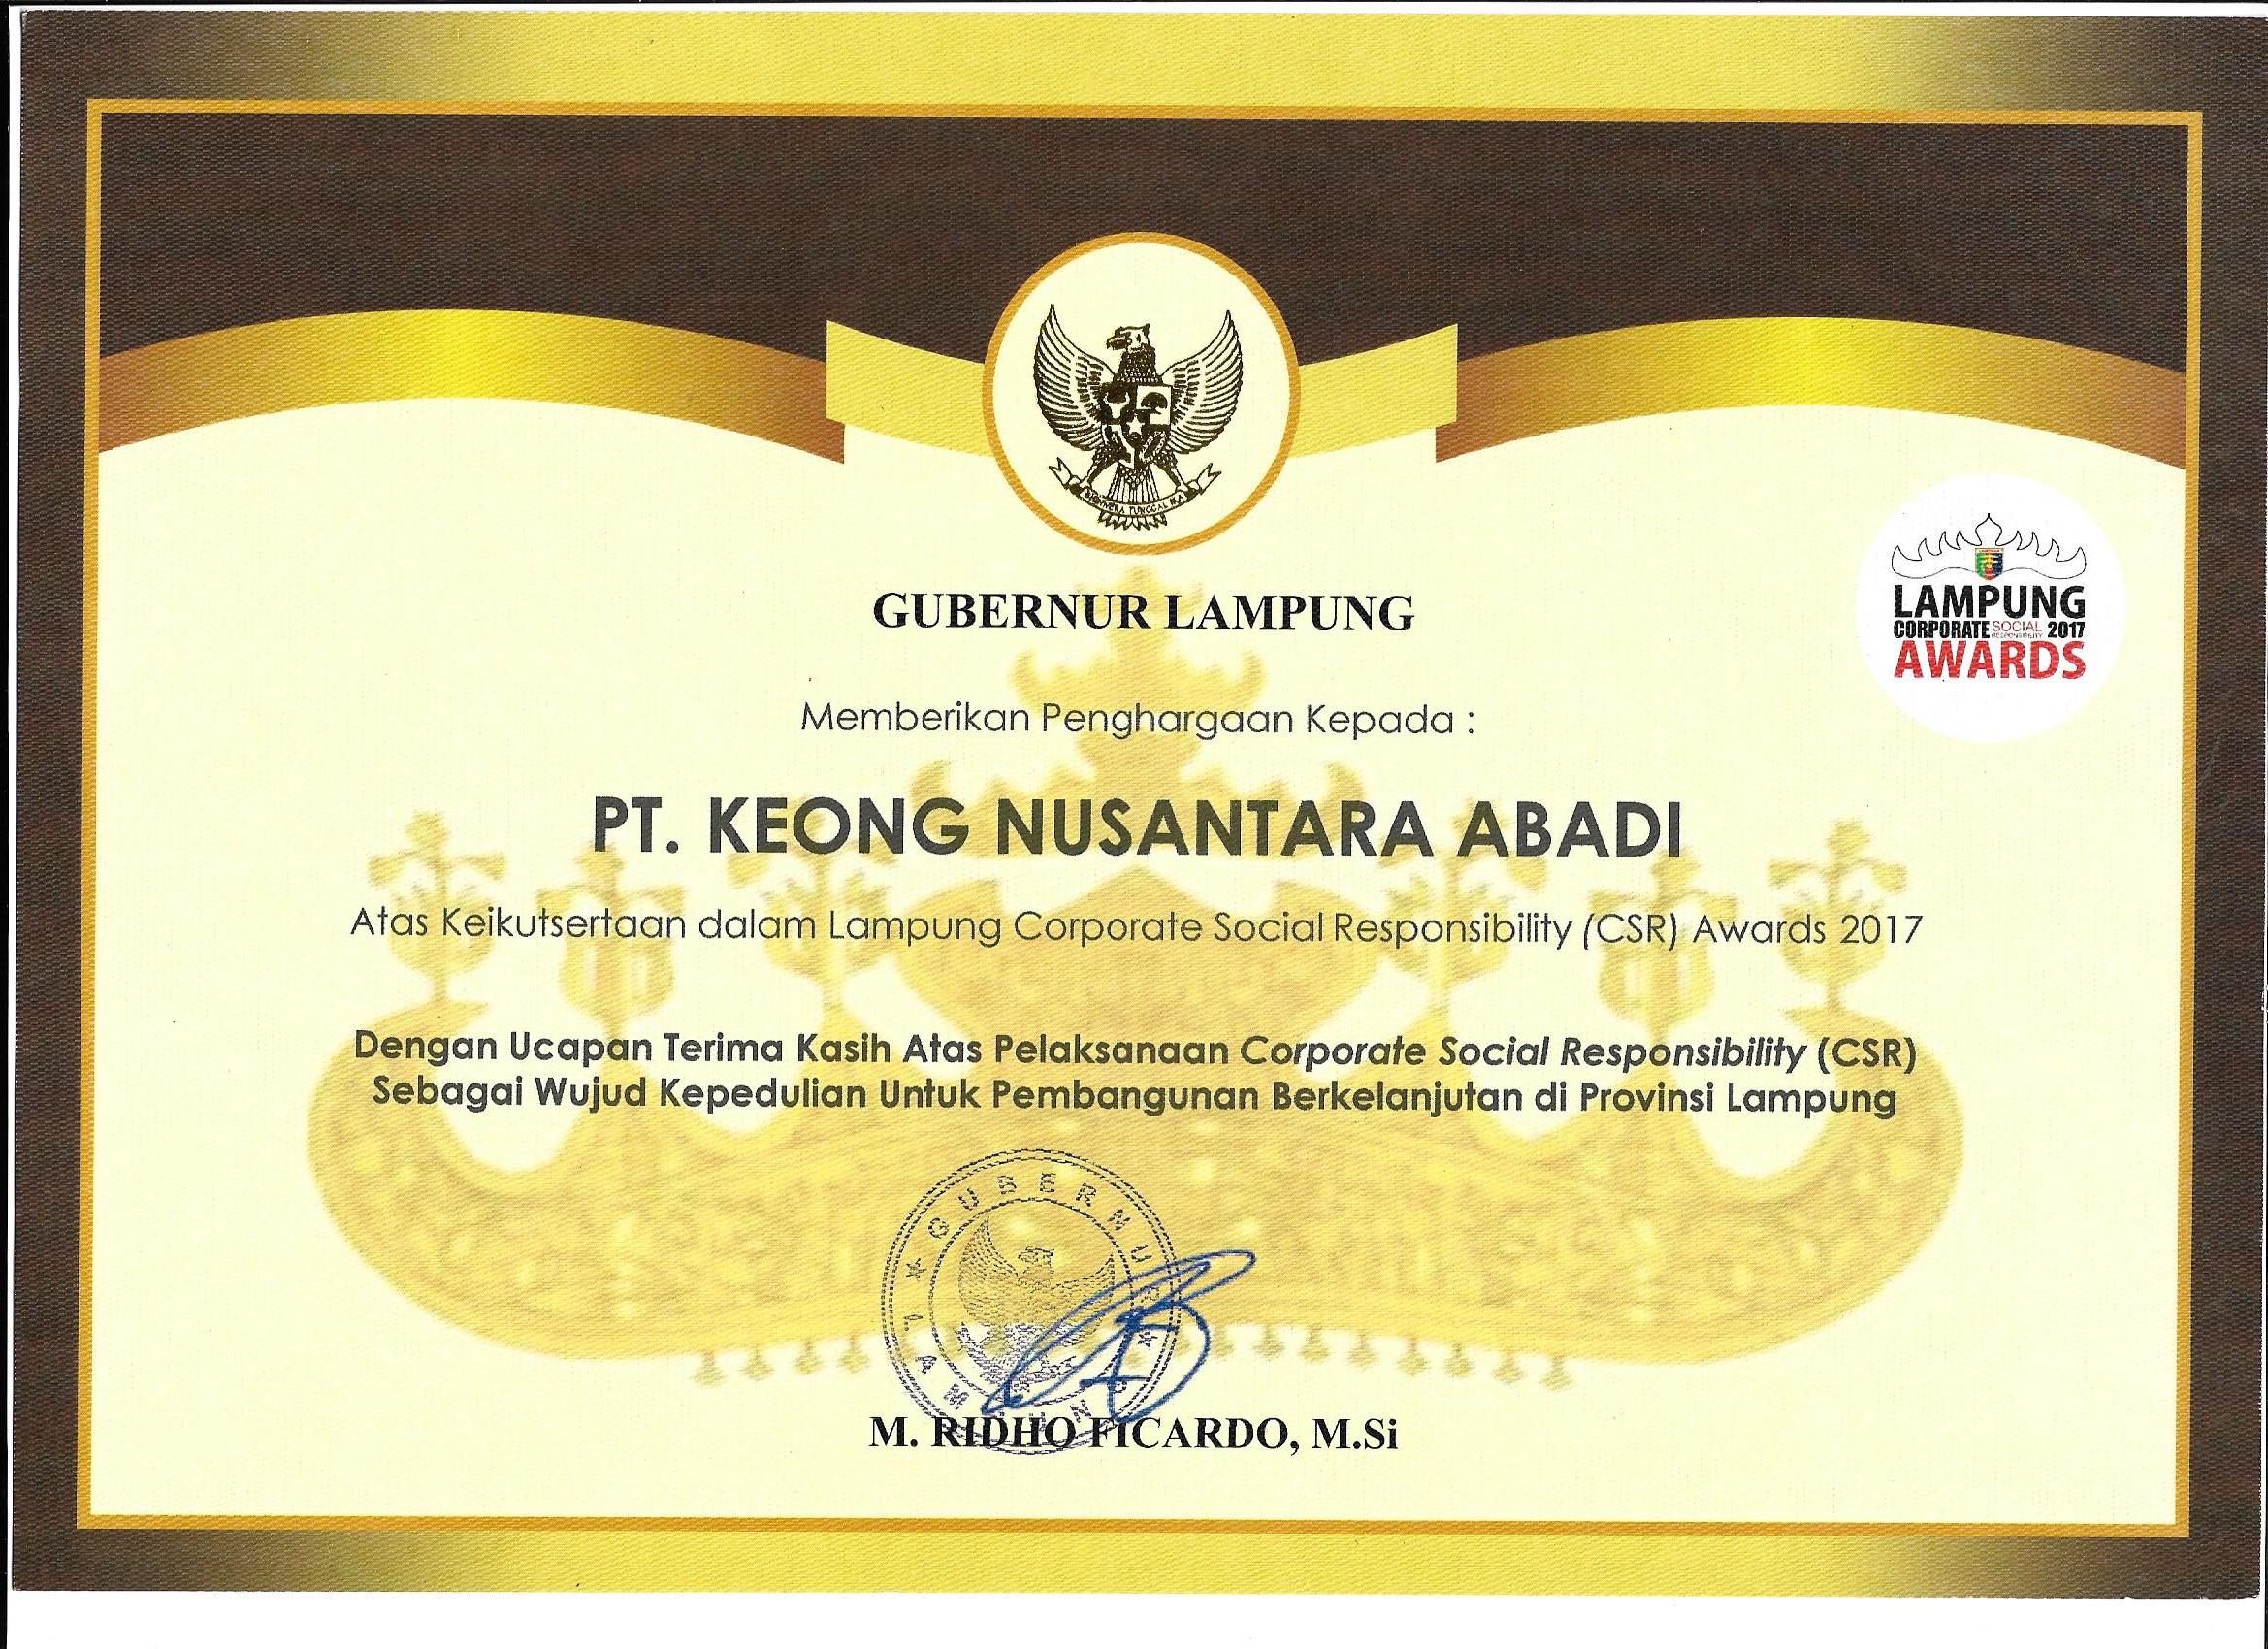 BHINNEKA TUNGGAL IKA
GUBERNUR LAMPUNG
LAMPUNG
CORPORATE SOCIAL RESPONSIBILITY 2017
AWARDS
Memberikan Penghargaan Kepada :
PT. KEONG NUSANTARA ABADI
Atas Keikutsertaan dalam Lampung Corporate Social Responsibility (CSR) Awards 2017
Dengan Ucapan Terima Kasih Atas Pelaksanaan Corporate Social Responsibility (CSR)
Sebagai Wujud Kepedulian Untuk Pembangunan Berkelanjutan di Provinsi Lampung
GUBERNUR
LAMPUNG
M. RIDHO FICARDO, M.Si